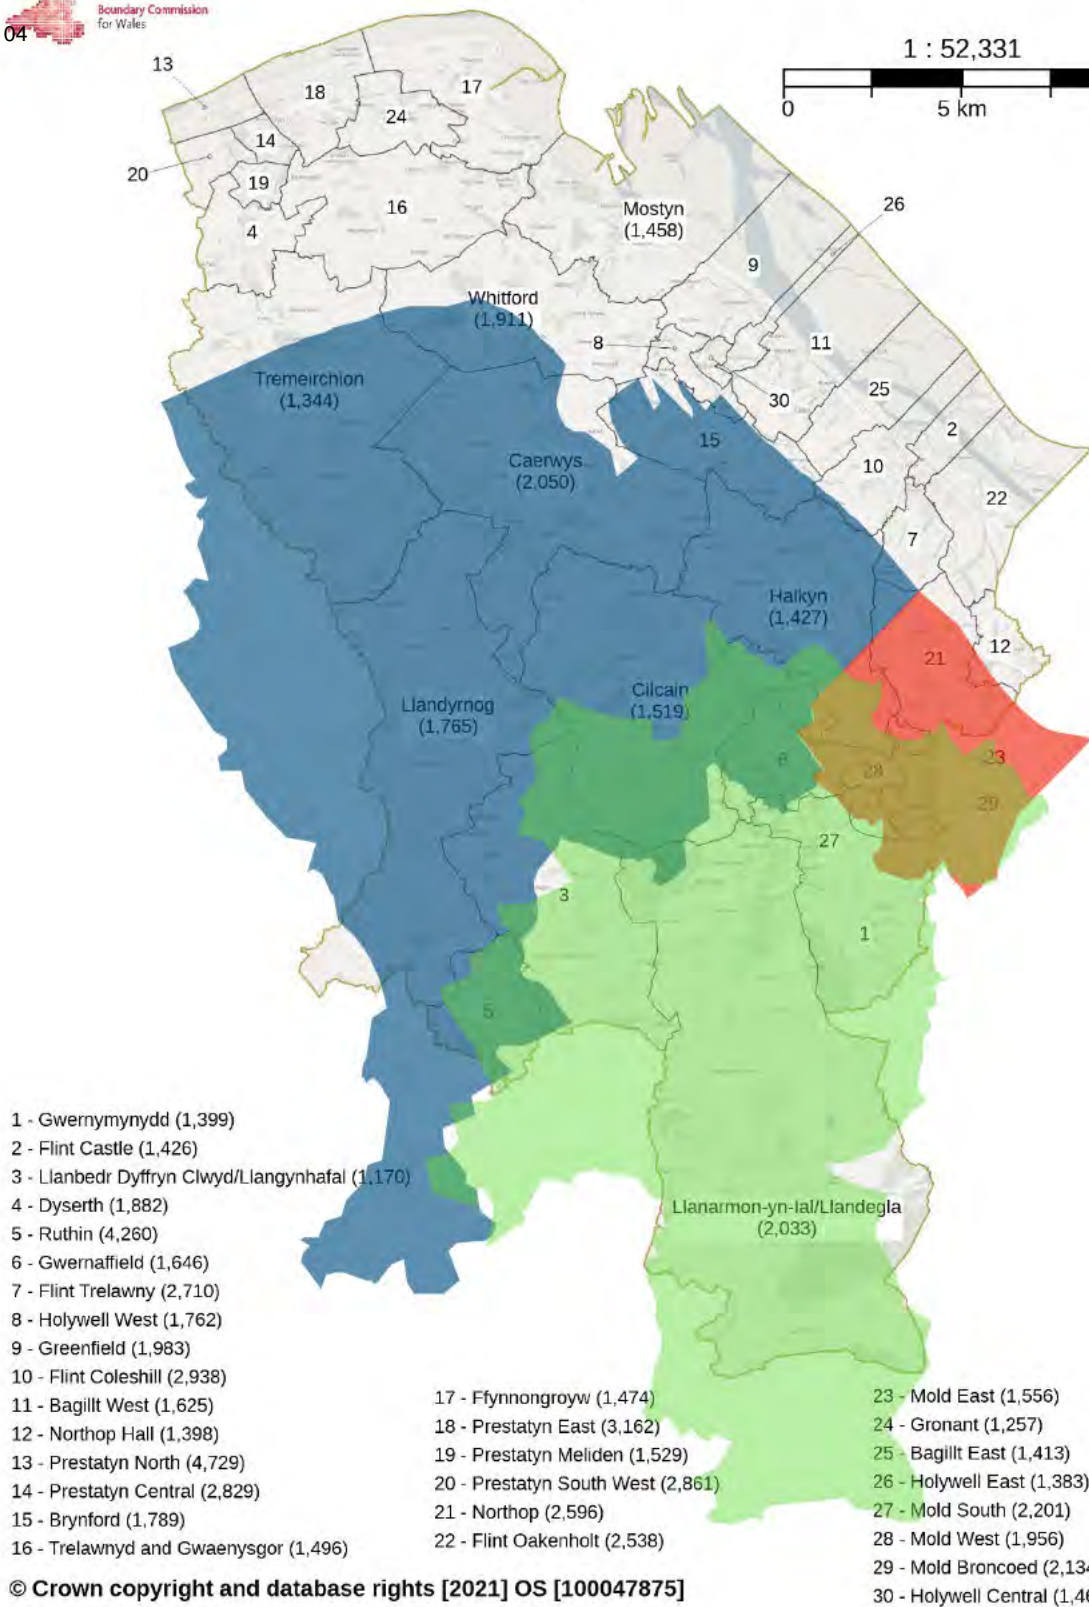 Boundary Commission
for Wales
04
1 : 52,331
0 5 km
13
18
17
24
14
20
19
16
4
Mostyn
(1,458)
26
9
Whitford
(1,911)
8
11
Tremeirchion
(1,344)
30
25
15
2
Caerwys
(2,050)
10
22
7
Halkyn
(1,427)
12
21
Llandyrnog
(1,765)
Cilcain
(1,519)
6
23
28
29
27
3
1
5
Llanarmon-yn-Ial/Llandegla
(2,033)
1 - Gwernymynydd (1,399)
2 - Flint Castle (1,426)
3 - Llanbedr Dyffryn Clwyd/Llangynhafal (1,170)
4 - Dyserth (1,882)
5 - Ruthin (4,260)
6 - Gwernaffield (1,646)
7 - Flint Trelawny (2,710)
8 - Holywell West (1,762)
9 - Greenfield (1,983)
10 - Flint Coleshill (2,938)
11 - Bagillt West (1,625)
12 - Northop Hall (1,398)
13 - Prestatyn North (4,729)
14 - Prestatyn Central (2,829)
15 - Brynford (1,789)
16 - Trelawnyd and Gwaenysgor (1,496)
17 - Ffynnongroyw (1,474)
18 - Prestatyn East (3,162)
19 - Prestatyn Meliden (1,529)
20 - Prestatyn South West (2,861)
21 - Northop (2,596)
22 - Flint Oakenholt (2,538)
23 - Mold East (1,556)
24 - Gronant (1,257)
25 - Bagillt East (1,413)
26 - Holywell East (1,383)
27 - Mold South (2,201)
28 - Mold West (1,956)
29 - Mold Broncoed (2,134
30 - Holywell Central (1,46
© Crown copyright and database rights [2021] OS [100047875]